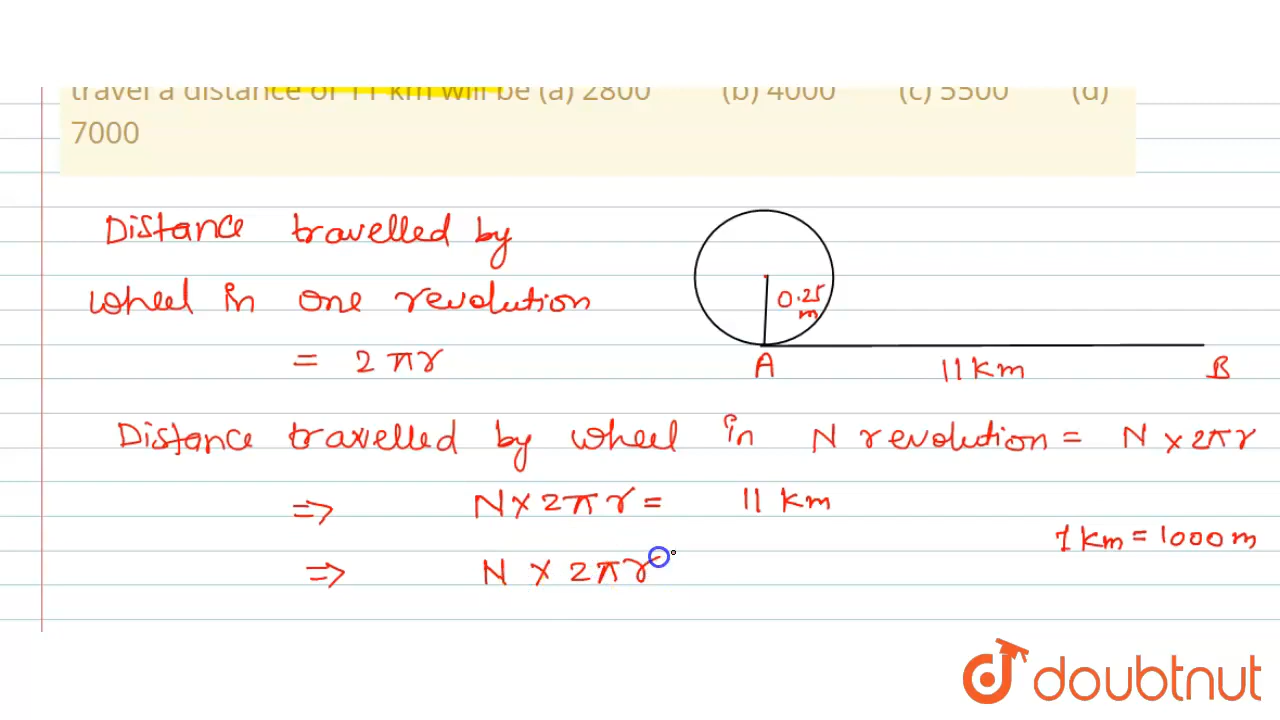 travel a distance of 11 km will be (a) 2800 (b) 4000 (c) 5500 (d)
7000
Distance travelled by
wheel in one revolution
= 2πr
0.25
m
A 11 km B
Distance travelled by wheel in N revolution = N × 2πr
⇒ N × 2πr = 11 km
1 km = 1000 m
⇒ N × 2πr
doubtnut